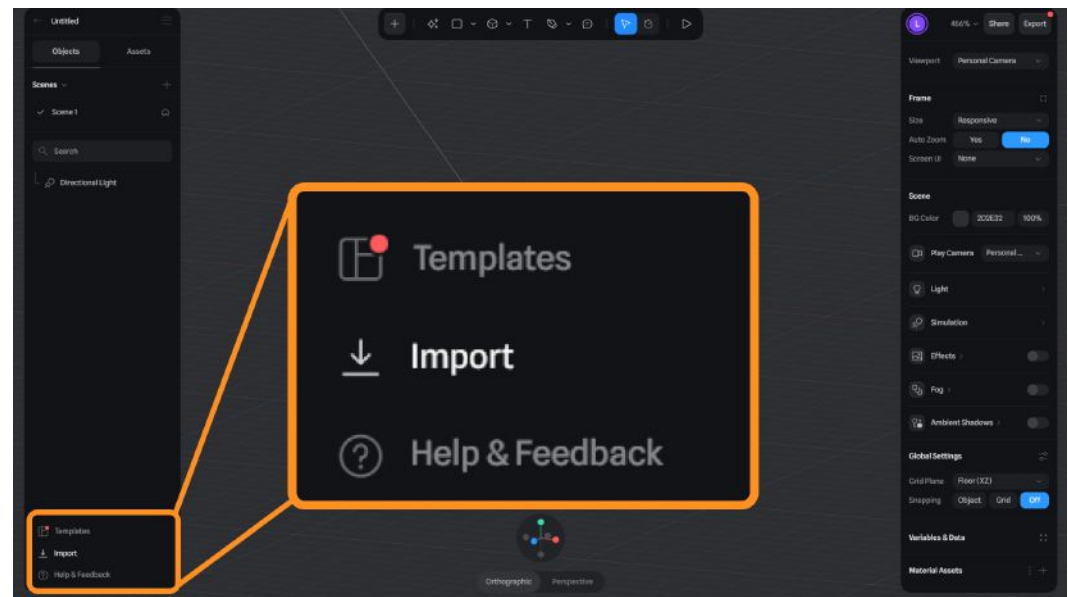 Untitled
Objects Assets
Scenes
Scene 1
Search
Directional Light
Templates
Import
Help & Feedback
Templates
Import
Help & Feedback
T
Orthographic Perspective
L 466% Share Export
Viewport Personal Camera
Frame
Size Responsive
Auto Zoom Yes No
Screen UI None
Scene
BG Color 2D2E32 100%
Play Camera Personal ...
Light
Simulation
Effects
Fog
Ambient Shadows
Global Settings
Grid Plane Floor (XZ)
Snapping Object Grid Off
Variables & Data
Material Assets